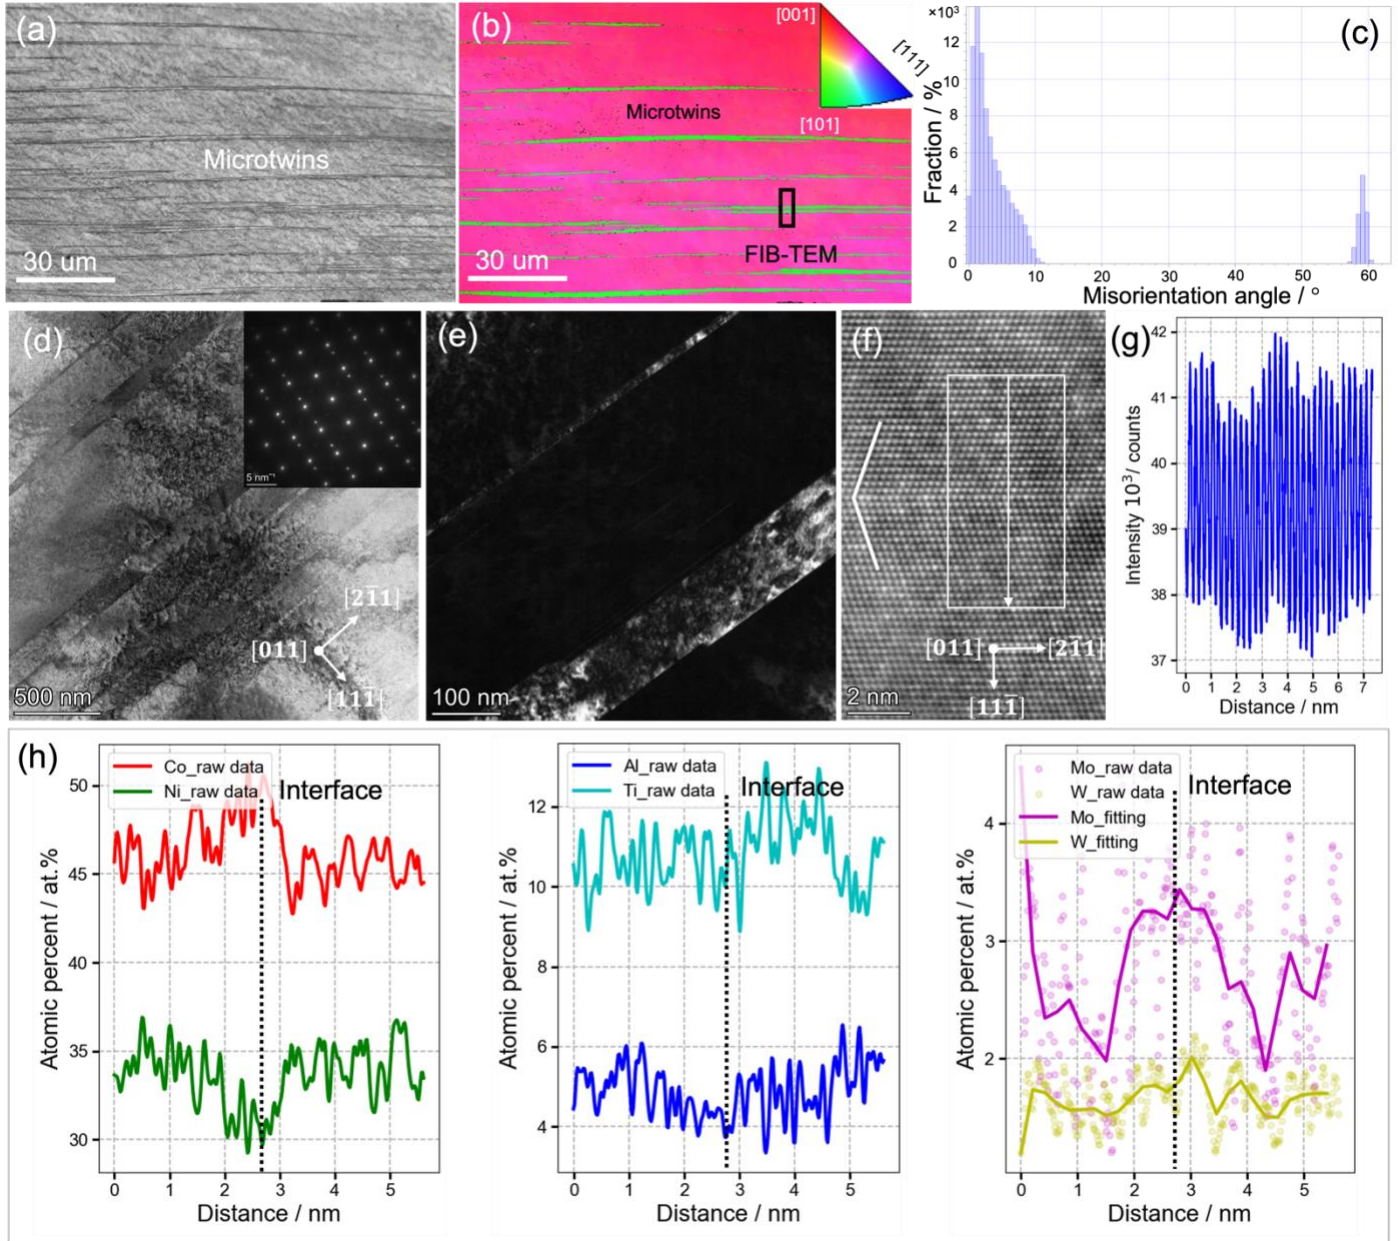 (a)
Microtwins
30 um
(b)
[001]
[111]
[101]
Microtwins
FIB-TEM
30 um
(c)
×10³
12
10
8
6
4
2
0
Fraction / %
0 10 20 30 40 50 60
Misorientation angle / °
(d)
5 nm⁻¹
[21̅1]
[011]
[111̅]
500 nm
(e)
100 nm
(f)
[011]
[21̅1]
[111̅]
2 nm
(g)
42
41
40
39
38
37
Intensity 10³/ counts
0 1 2 3 4 5 6 7
Distance / nm
(h)
Co_raw data
Ni_raw data
Interface
50
45
40
35
30
Atomic percent / at.%
0 1 2 3 4 5
Distance / nm
Al_raw data
Ti_raw data
Interface
12
10
8
6
4
Atomic percent / at.%
0 1 2 3 4 5
Distance / nm
Mo_raw data
W_raw data
Mo_fitting
W_fitting
Interface
4
3
2
Atomic percent / at.%
0 1 2 3 4 5
Distance / nm